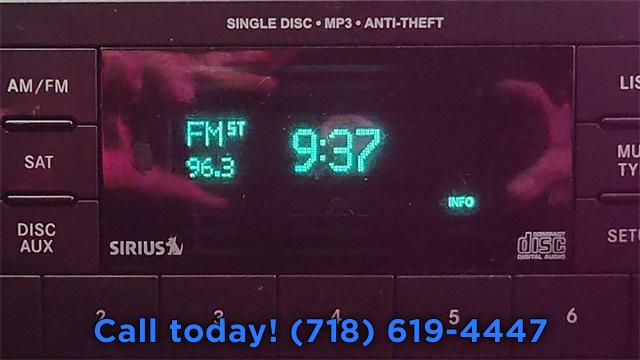 SINGLE DISC • MP3 • ANTI-THEFT
AM/FM
SAT
DISC
AUX
FM ST
96.3
9:37
INFO
SIRIUS
COMPACT
disc
DIGITAL AUDIO
2
3
4
5
6
Call today! (718) 619-4447